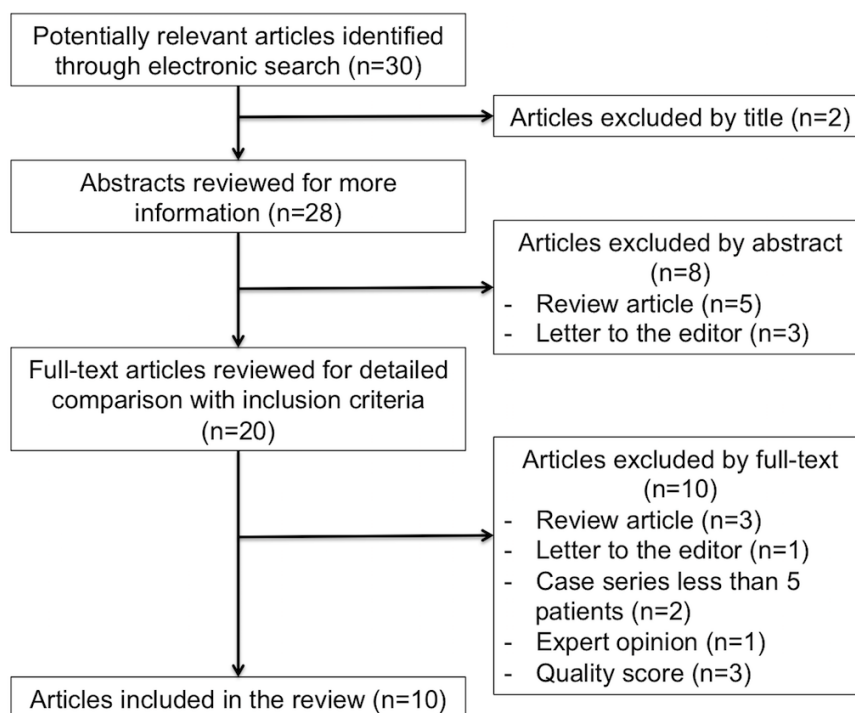 Potentially relevant articles identified
through electronic search (n=30)
Articles excluded by title (n=2)
Abstracts reviewed for more
information (n=28)
Articles excluded by abstract
(n=8)
- Review article (n=5)
- Letter to the editor (n=3)
Full-text articles reviewed for detailed
comparison with inclusion criteria
(n=20)
Articles excluded by full-text
(n=10)
- Review article (n=3)
- Letter to the editor (n=1)
- Case series less than 5
patients (n=2)
- Expert opinion (n=1)
- Quality score (n=3)
Articles included in the review (n=10)